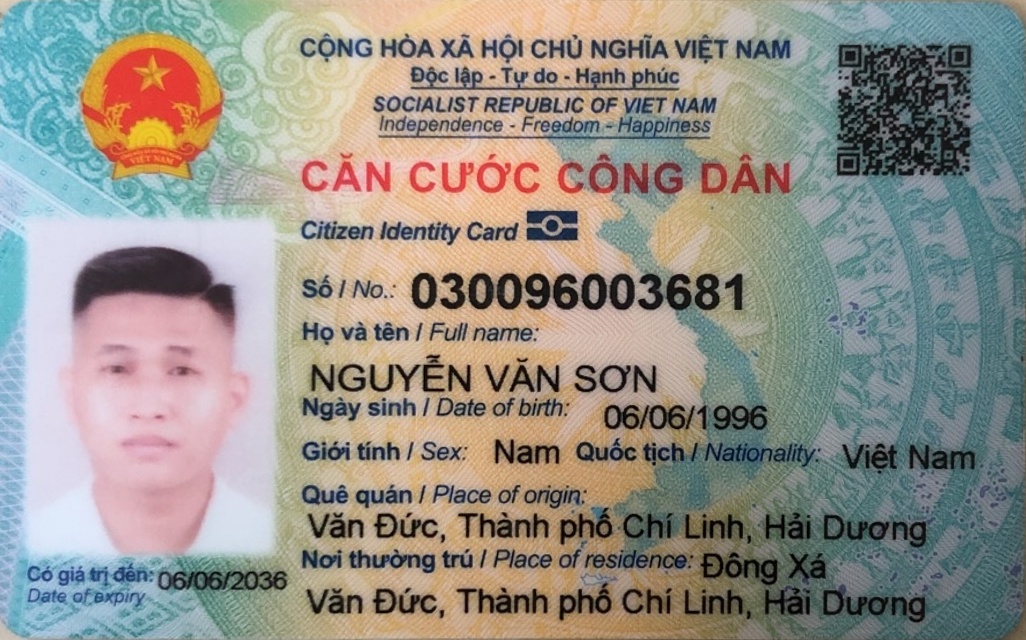 CỘNG HÒA XÃ HỘI CHỦ NGHĨA VIỆT NAM
Độc lập - Tự do - Hạnh phúc
SOCIALIST REPUBLIC OF VIET NAM
Independence - Freedom - Happiness
VIỆT NAM
CĂN CƯỚC CÔNG DÂN
Citizen Identity Card
Số / No.: 030096003681
Họ và tên / Full name:
NGUYỄN VĂN SƠN
Ngày sinh / Date of birth: 06/06/1996
Giới tính / Sex: Nam Quốc tịch / Nationality: Việt Nam
Quê quán / Place of origin:
Văn Đức, Thành phố Chí Linh, Hải Dương
Nơi thường trú / Place of residence: Đông Xá
Văn Đức, Thành phố Chí Linh, Hải Dương
Có giá trị đến: 06/06/2036
Date of expiry